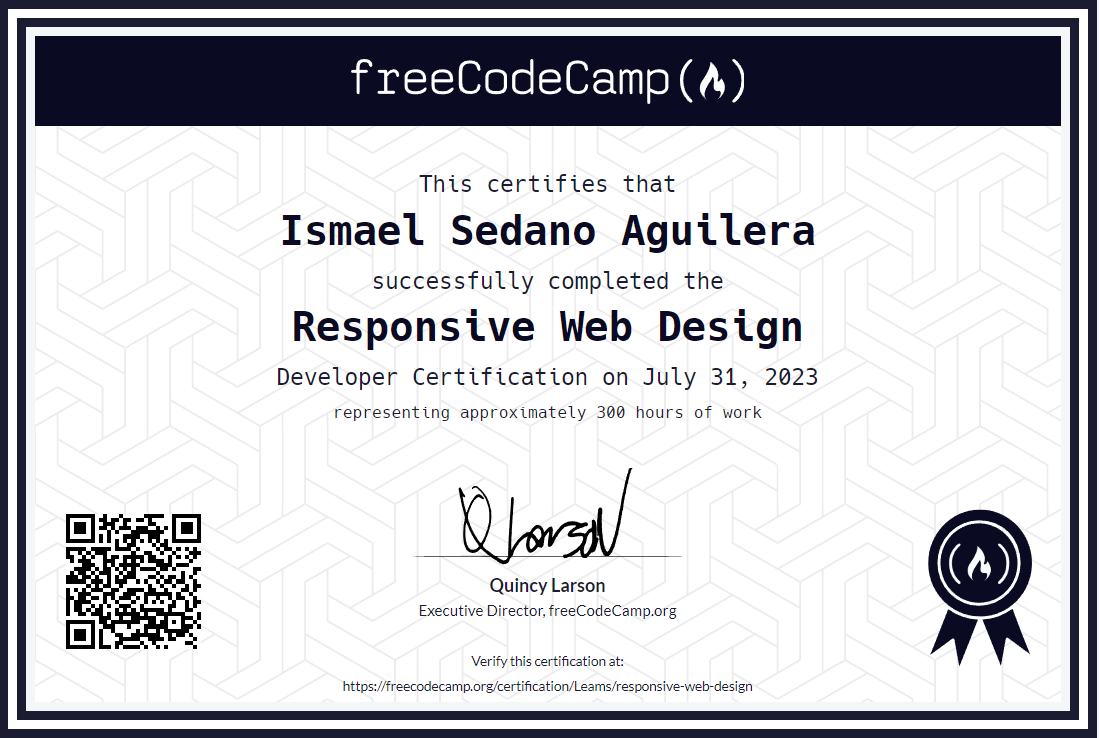 freeCodeCamp
This certifies that
Ismael Sedano Aguilera
successfully completed the
Responsive Web Design
Developer Certification on July 31, 2023
representing approximately 300 hours of work
Q Larson
Quincy Larson
Executive Director, freeCodeCamp.org
Verify this certification at:
https://freecodecamp.org/certification/Leams/responsive-web-design